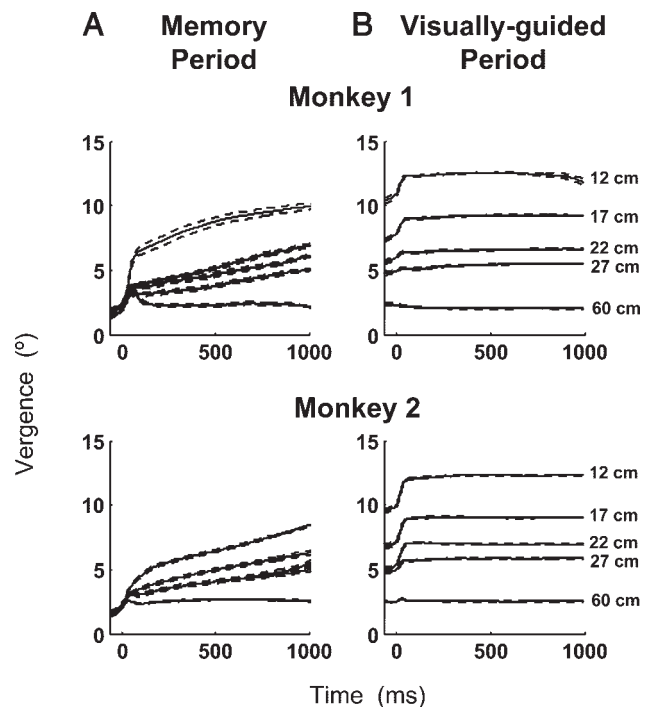 A Memory Period
B Visually-guided Period
Monkey 1
15
10
5
0
0 500 1000
15
10
5
0
0 500 1000
12 cm
17 cm
22 cm
27 cm
60 cm
Vergence (°)
Monkey 2
15
10
5
0
0 500 1000
15
10
5
0
0 500 1000
12 cm
17 cm
22 cm
27 cm
60 cm
Time (ms)